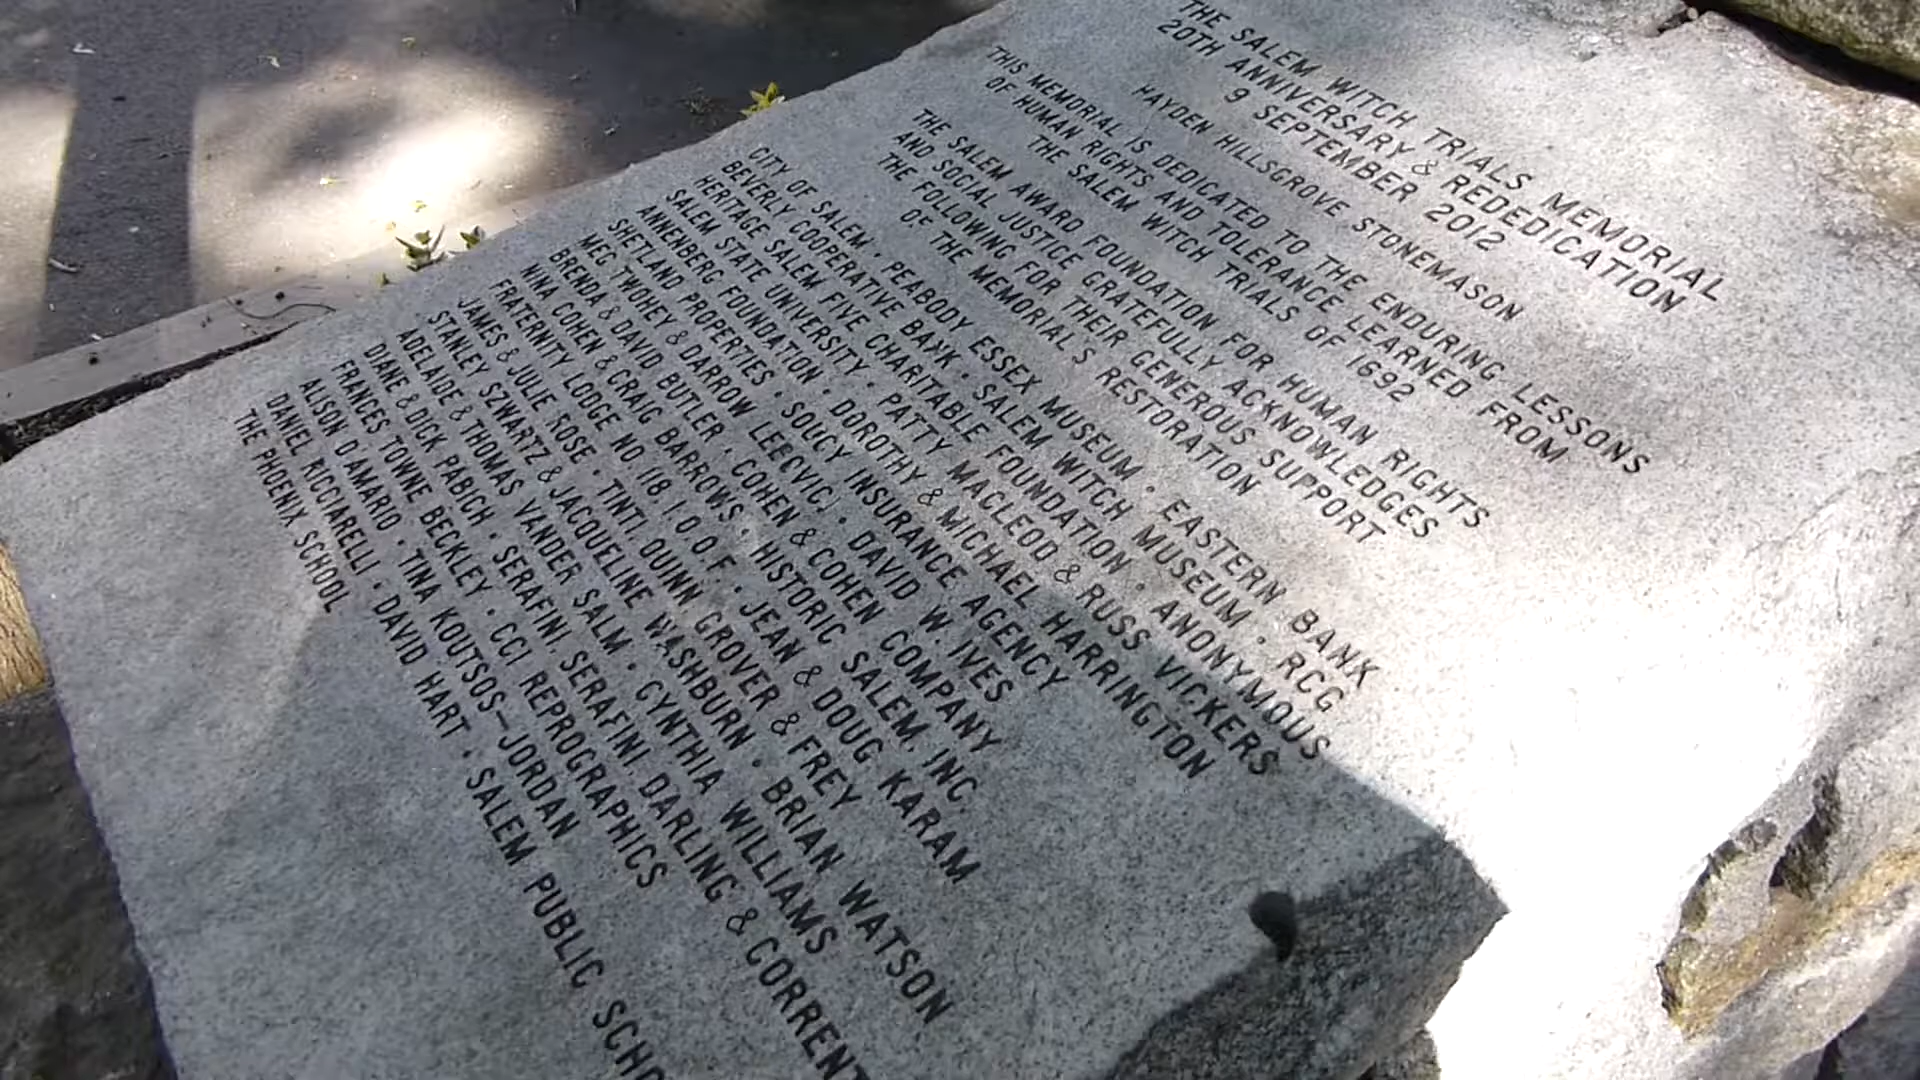 THE SALEM WITCH TRIALS MEMORIAL
20TH ANNIVERSARY & REDEDICATION
9 SEPTEMBER 2012
HAYDEN HILLSGROVE STONEMASON
THIS MEMORIAL IS DEDICATED TO THE ENDURING LESSONS
OF HUMAN RIGHTS AND TOLERANCE LEARNED FROM
THE SALEM WITCH TRIALS OF 1692
THE SALEM AWARD FOUNDATION FOR HUMAN RIGHTS
AND SOCIAL JUSTICE GRATEFULLY ACKNOWLEDGES
THE FOLLOWING FOR THEIR GENEROUS SUPPORT
OF THE MEMORIAL'S RESTORATION
CITY OF SALEM · PEABODY ESSEX MUSEUM · EASTERN BANK
BEVERLY COOPERATIVE BANK · SALEM WITCH MUSEUM · RCG
HERITAGE SALEM FIVE CHARITABLE FOUNDATION · ANONYMOUS
SALEM STATE UNIVERSITY · PATTY MACLEOD & RUSS VICKERS
ANNENBERG FOUNDATION · DOROTHY & MICHAEL HARRINGTON
SHETLAND PROPERTIES · SOUCY INSURANCE AGENCY
MEG TWOHEY & DARROW LEECVICJ · DAVID W. IVES
BRENDA & DAVID BUTLER · COHEN & COHEN COMPANY
NINA COHEN & CRAIG BARROWS · HISTORIC SALEM, INC.
FRATERNITY LODGE NO 118 I.O.O.F · JEAN & DOUG KARAM
JAMES & JULIE ROSE · TINTI, QUINN, GROVER & FREY
STANLEY SZWARTZ & JACQUELINE WASHBURN · BRIAN WATSON
ADELAIDE & THOMAS VANDER SALM · CYNTHIA WILLIAMS
DANE & DICK PABICH · SERAFINI, SERAFINI, DARLING & CORRENT
FRANCES TOWNE BECKLEY · CCI REPROGRAPHICS
ALISON D'AMARIO · TINA KOUTSOS-JORDAN
DANIEL RICCIARELLI · DAVID HART · SALEM PUBLIC SCHO
THE PHOENIX SCHOOL